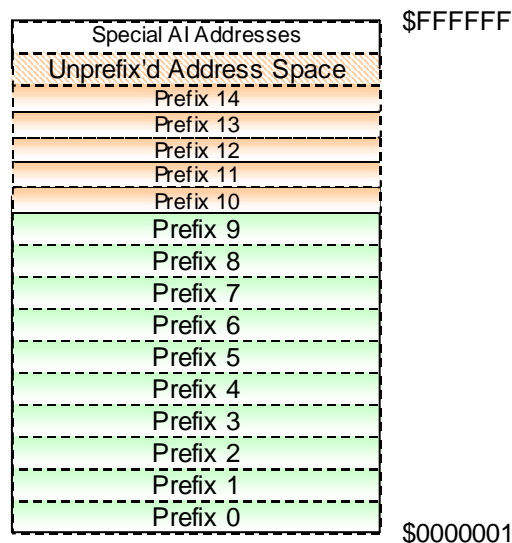 Special AI Addresses
$FFFFFF
Unprefix'd Address Space
Prefix 14
Prefix 13
Prefix 12
Prefix 11
Prefix 10
Prefix 9
Prefix 8
Prefix 7
Prefix 6
Prefix 5
Prefix 4
Prefix 3
Prefix 2
Prefix 1
Prefix 0
$0000001